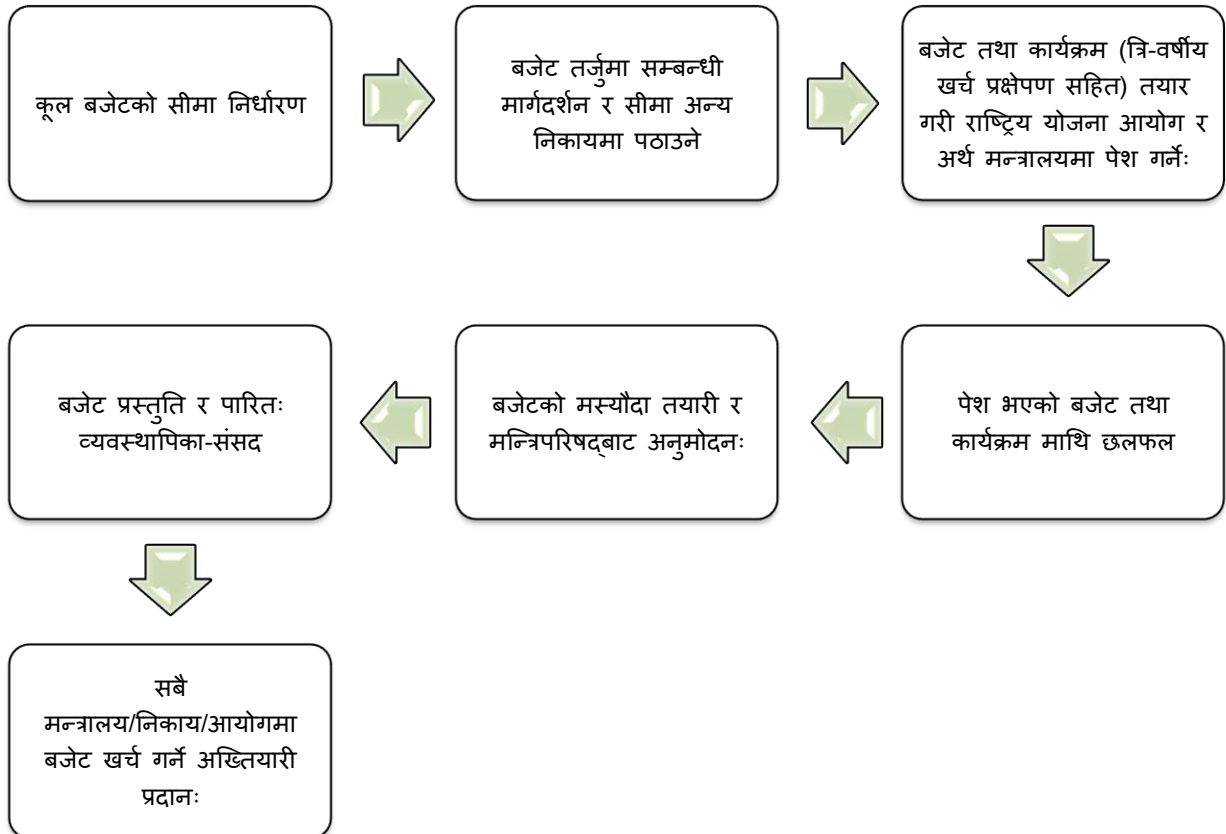 कूल बजेटको सीमा निर्धारण
बजेट तर्जुमा सम्बन्धी
मार्गदर्शन र सीमा अन्य
निकायमा पठाउने
बजेट तथा कार्यक्रम (त्रि-वर्षीय
खर्च प्रक्षेपण सहित) तयार
गरी राष्ट्रिय योजना आयोग र
अर्थ मन्त्रालयमा पेश गर्नेः
पेश भएको बजेट तथा
कार्यक्रम माथि छलफल
बजेटको मस्यौदा तयारी र
मन्त्रिपरिषद्बाट अनुमोदनः
बजेट प्रस्तुति र पारितः
व्यवस्थापिका-संसद
सबै
मन्त्रालय/निकाय/आयोगमा
बजेट खर्च गर्ने अख्तियारी
प्रदानः